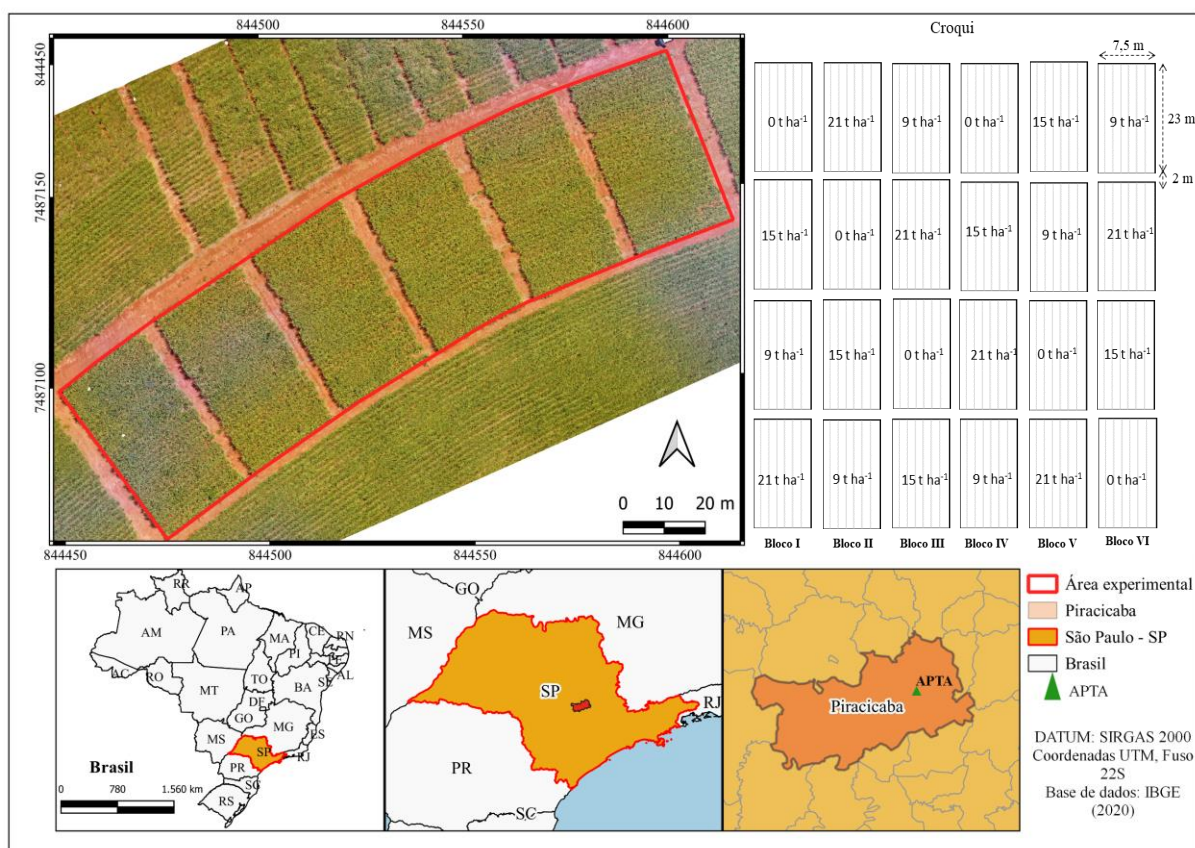 844500
844550
844600
844450
7487150
7487100
844450
844500
844550
844600
0 10 20 m
Croqui
7,5 m
23 m
2 m
0 t ha-1 21 t ha-1 9 t ha-1 0 t ha-1 15 t ha-1 9 t ha-1
15 t ha-1 0 t ha-1 21 t ha-1 15 t ha-1 9 t ha-1 21 t ha-1
9 t ha-1 15 t ha-1 0 t ha-1 21 t ha-1 0 t ha-1 15 t ha-1
21 t ha-1 9 t ha-1 15 t ha-1 9 t ha-1 21 t ha-1 0 t ha-1
Bloco I Bloco II Bloco III Bloco IV Bloco V Bloco VI
RR
AP
AM
PA
MA
CE
RN
PI
PE
AL
AC
RO
TO
SE
BA
MT
DF
GO
MG
ES
MS
SP
RJ
PR
SC
RS
Brasil
0 780 1.560 km
GO
MS
MG
SP
RJ
PR
SC
APTA
Piracicaba
Área experimental
Piracicaba
São Paulo - SP
Brasil
APTA
DATUM: SIRGAS 2000
Coordenadas UTM, Fuso
22S
Base de dados: IBGE
(2020)